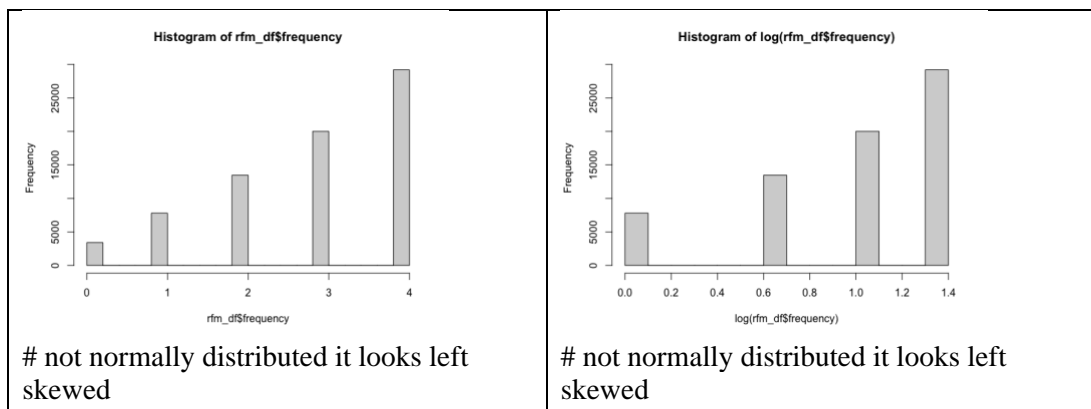 Histogram of rfm_df$frequency
Frequency
0
5000
15000
25000
0 1 2 3 4
rfm_df$frequency
# not normally distributed it looks left
skewed
Histogram of log(rfm_df$frequency)
Frequency
0
5000
15000
25000
0.0 0.2 0.4 0.6 0.8 1.0 1.2 1.4
log(rfm_df$frequency)
# not normally distributed it looks left
skewed